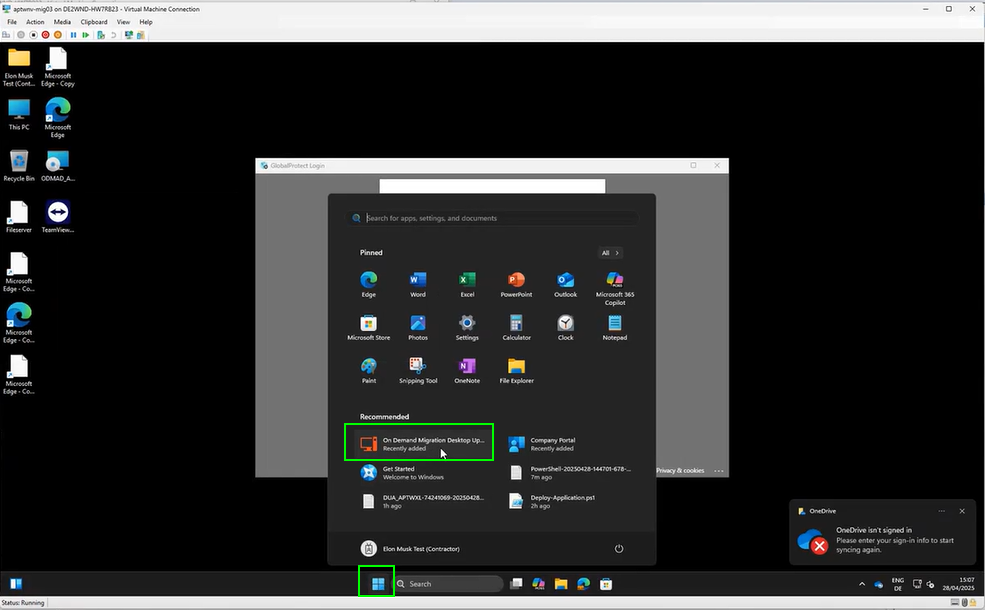 aptwnv-mig03 on DE2WND-HW7RB23 - Virtual Machine Connection
File Action Media Clipboard View Help
Elon Musk
Test (Cont...
Microsoft
Edge - Copy
This PC
Microsoft
Edge
Recycle Bin
ODMAD_A...
Fileserver
TeamView...
Microsoft
Edge - Co...
Microsoft
Edge - Co...
Microsoft
Edge - Co...
GlobalProtect Login
Search for apps, settings, and documents
Pinned
All
Edge
Word
Excel
PowerPoint
Outlook
Microsoft 365
Copilot
Microsoft Store
Photos
Settings
Calculator
Clock
Notepad
Paint
Snipping Tool
OneNote
File Explorer
Recommended
On Demand Migration Desktop Up...
Recently added
Company Portal
Recently added
Get Started
Welcome to Windows
PowerShell-20250428-144701-678-...
7m ago
DUA_APTWXL-74241069-20250428...
1h ago
Deploy-Application.ps1
2h ago
Elon Musk Test (Contractor)
Privacy & cookies ...
OneDrive
OneDrive isn't signed in
Please enter your sign-in info to start
syncing again.
Search
ENG
DE
15:07
28/04/2025
Status: Running